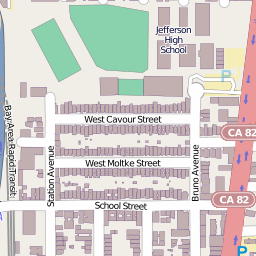 Jefferson
High
School
P
West Cavour Street
CA 82
West Moltke Street
Bay Area Rapid Transit
Station Avenue
Bruno Avenue
School Street
CA 82
P